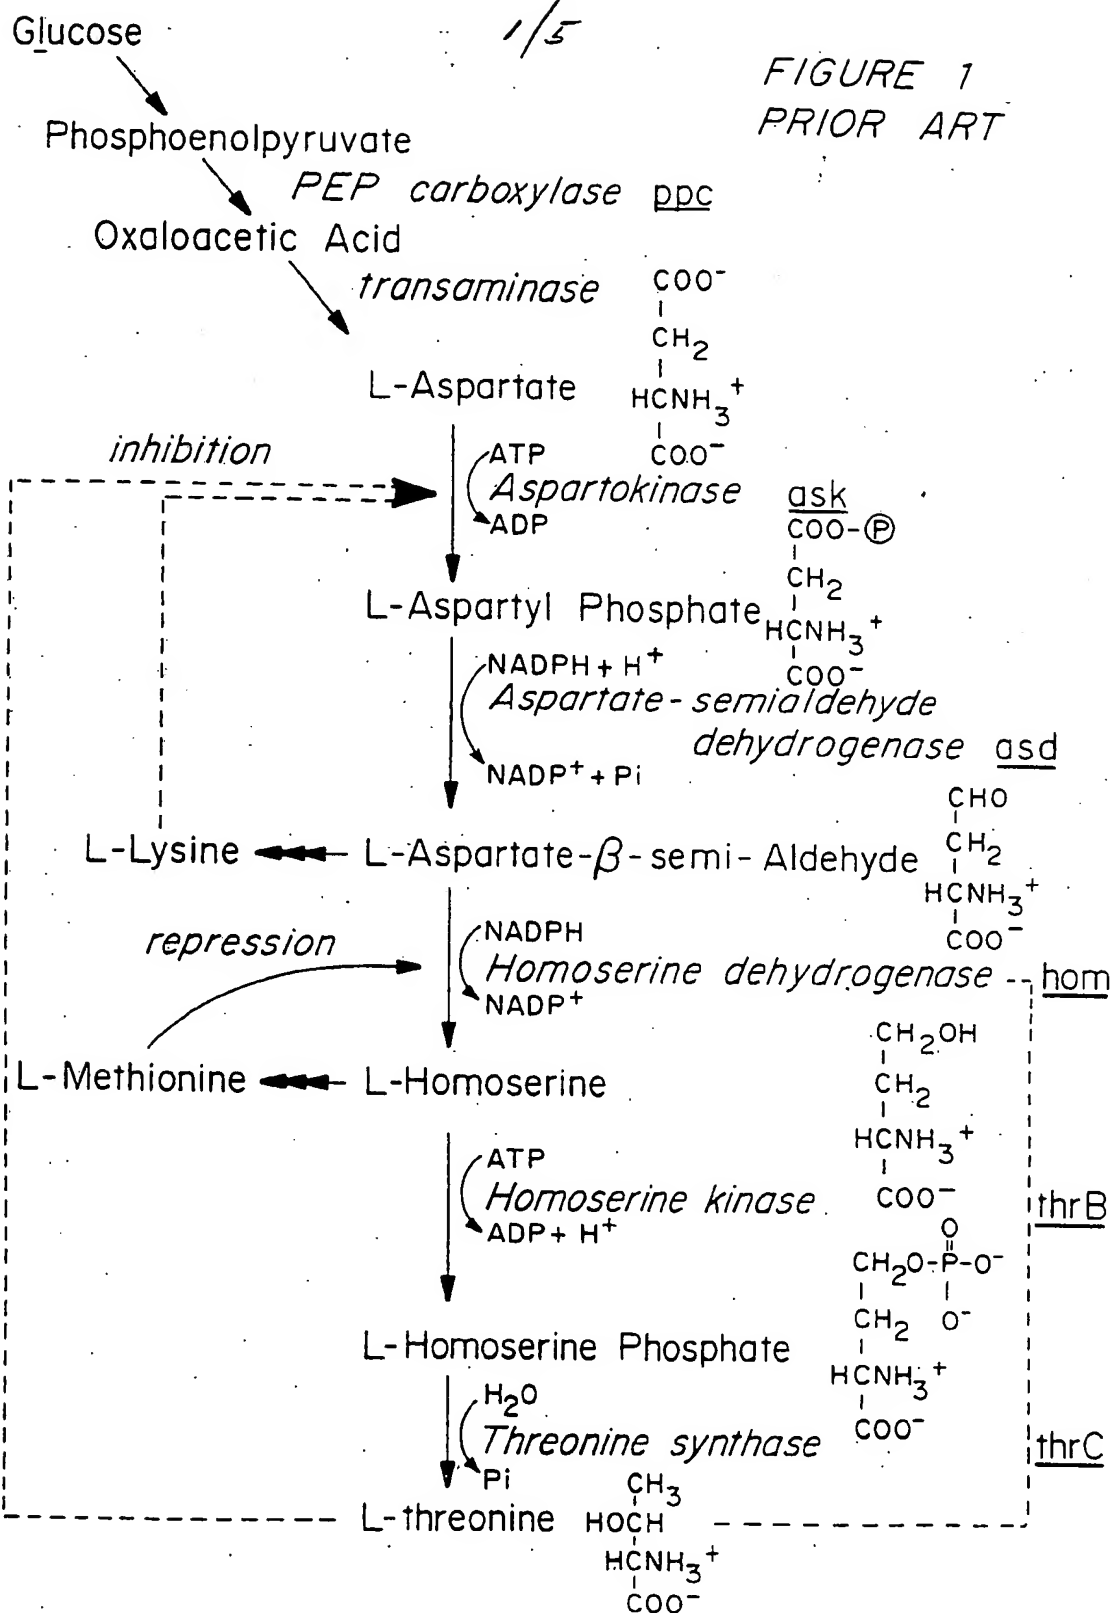 1/5
Glucose
FIGURE 1
PRIOR ART
Phosphoenolpyruvate
PEP carboxylase ppc
Oxaloacetic Acid
transaminase
COO-
CH2
L-Aspartate
HCNH3+
COO-
inhibition
ATP
Aspartokinase ask
ADP
COO-P
CH2
L-Aspartyl Phosphate
HCNH3+
COO-
NADPH + H+
Aspartate-semialdehyde
dehydrogenase asd
NADP+ + Pi
CHO
CH2
L-Lysine
L-Aspartate-β-semi-Aldehyde
HCNH3+
COO-
repression
NADPH
Homoserine dehydrogenase
hom
NADP+
CH2OH
L-Methionine
L-Homoserine
CH2
HCNH3+
COO-
ATP
Homoserine kinase
thrB
ADP + H+
O
CH2O-P-O-
CH2 O-
L-Homoserine Phosphate
HCNH3+
COO-
H2O
Threonine synthase
thrC
Pi
CH3
L-threonine
HOCH
HCNH3+
COO-